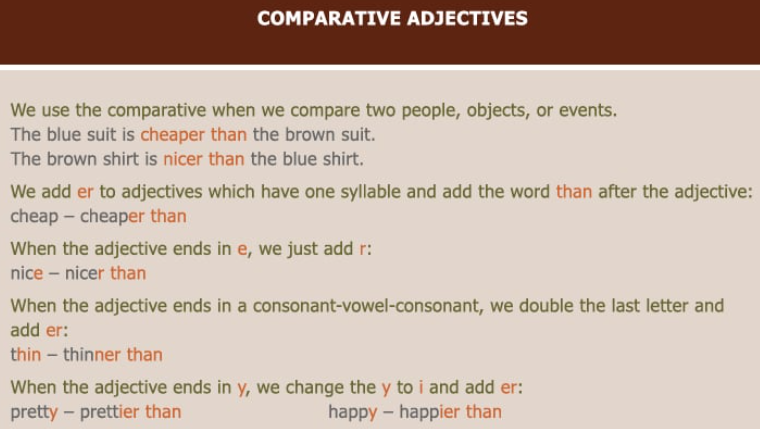 COMPARATIVE ADJECTIVES
We use the comparative when we compare two people, objects, or events.
The blue suit is cheaper than the brown suit.
The brown shirt is nicer than the blue shirt.
We add er to adjectives which have one syllable and add the word than after the adjective:
cheap – cheaper than
When the adjective ends in e, we just add r:
nice – nicer than
When the adjective ends in a consonant-vowel-consonant, we double the last letter and
add er:
thin – thinner than
When the adjective ends in y, we change the y to i and add er:
pretty – prettier than happy – happier than